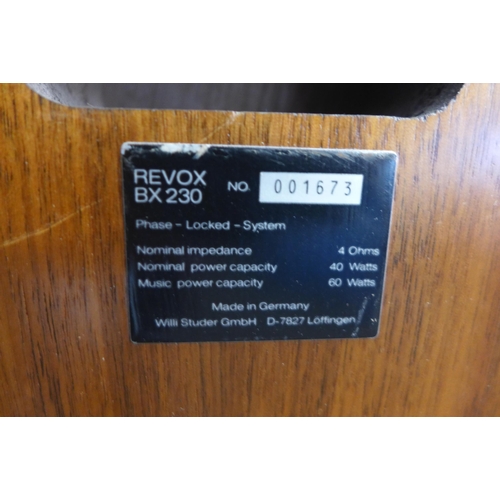 REVOX
BX 230 NO. 001673
Phase - Locked - System
Nominal impedance 4 Ohms
Nominal power capacity 40 Watts
Music power capacity 60 Watts
Made in Germany
Willi Studer GmbH D-7827 Löffingen